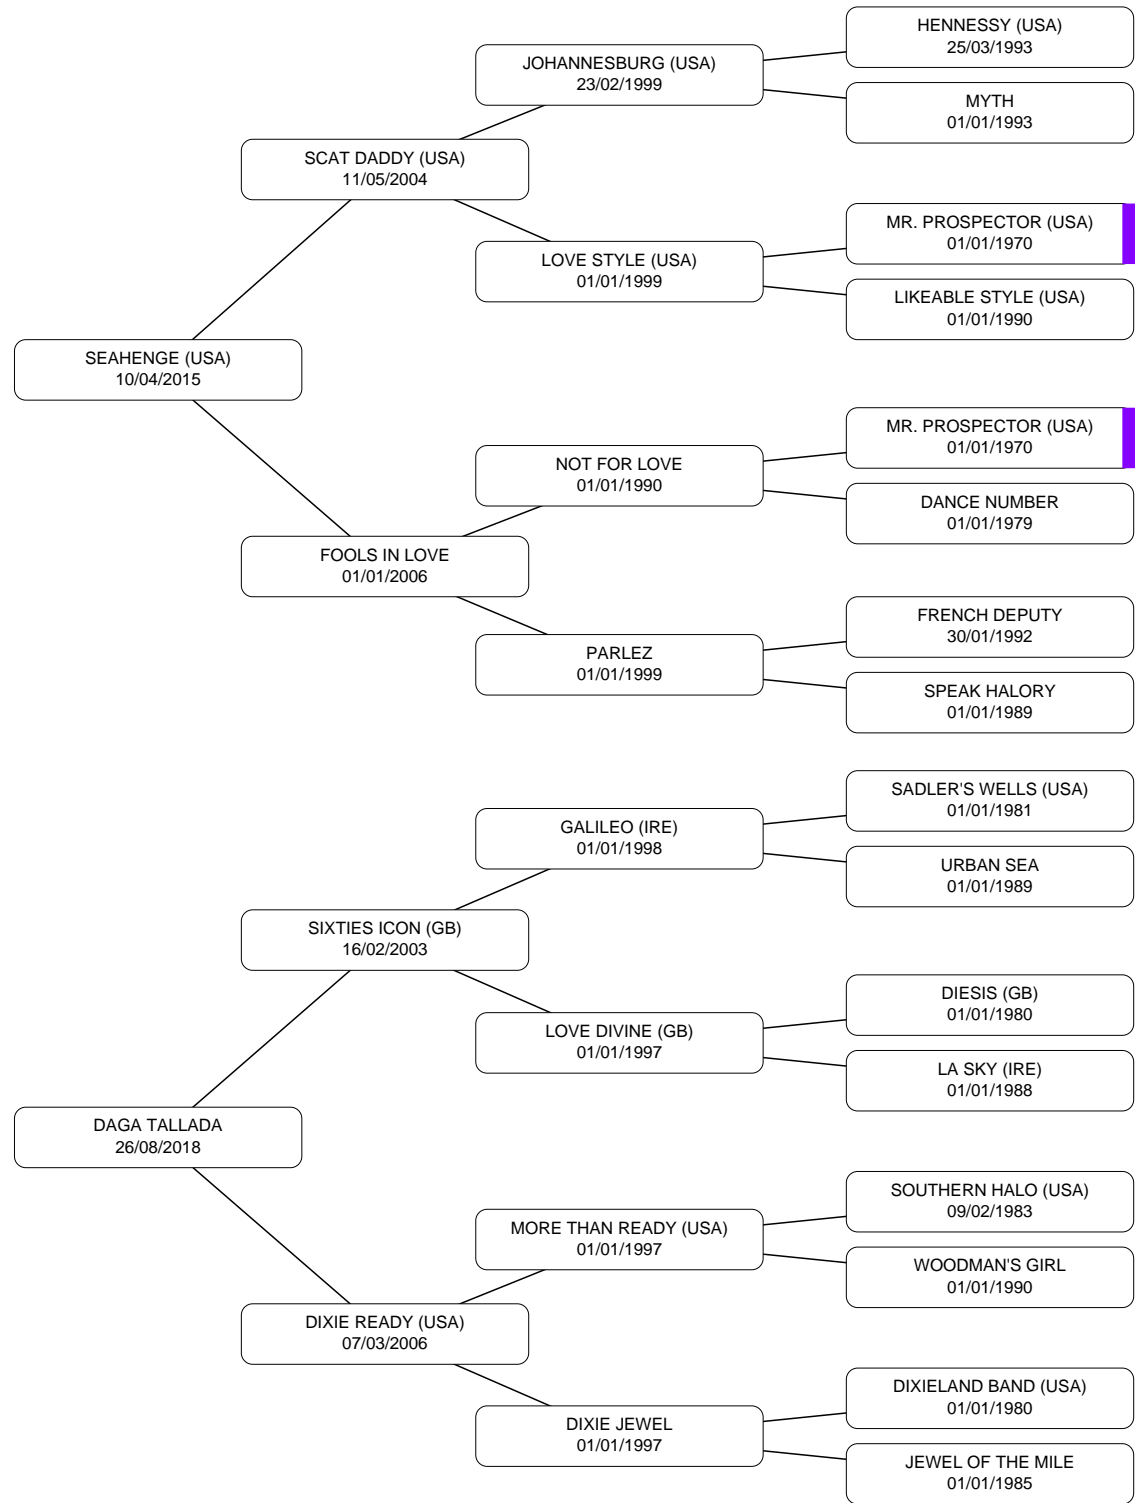 HENNESSY (USA)
25/03/1993
JOHANNESBURG (USA)
23/02/1999
MYTH
01/01/1993
SCAT DADDY (USA)
11/05/2004
MR. PROSPECTOR (USA)
01/01/1970
LOVE STYLE (USA)
01/01/1999
LIKEABLE STYLE (USA)
01/01/1990
SEAHENGE (USA)
10/04/2015
MR. PROSPECTOR (USA)
01/01/1970
NOT FOR LOVE
01/01/1990
DANCE NUMBER
01/01/1979
FOOLS IN LOVE
01/01/2006
FRENCH DEPUTY
30/01/1992
PARLEZ
01/01/1999
SPEAK HALORY
01/01/1989
SADLER'S WELLS (USA)
01/01/1981
GALILEO (IRE)
01/01/1998
URBAN SEA
01/01/1989
SIXTIES ICON (GB)
16/02/2003
DIESIS (GB)
01/01/1980
LOVE DIVINE (GB)
01/01/1997
LA SKY (IRE)
01/01/1988
DAGA TALLADA
26/08/2018
SOUTHERN HALO (USA)
09/02/1983
MORE THAN READY (USA)
01/01/1997
WOODMAN'S GIRL
01/01/1990
DIXIE READY (USA)
07/03/2006
DIXIELAND BAND (USA)
01/01/1980
DIXIE JEWEL
01/01/1997
JEWEL OF THE MILE
01/01/1985